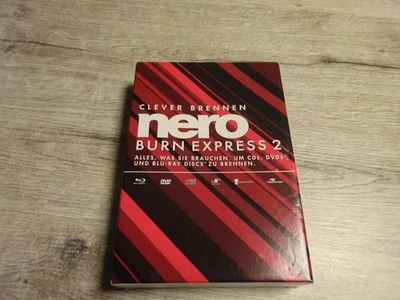 CLEVER BRENNEN
nero
BURN EXPRESS 2
ALLES, WAS SIE BRAUCHEN, UM CDs, DVDs*,
UND BLU-RAY DISCS* ZU BRENNEN.